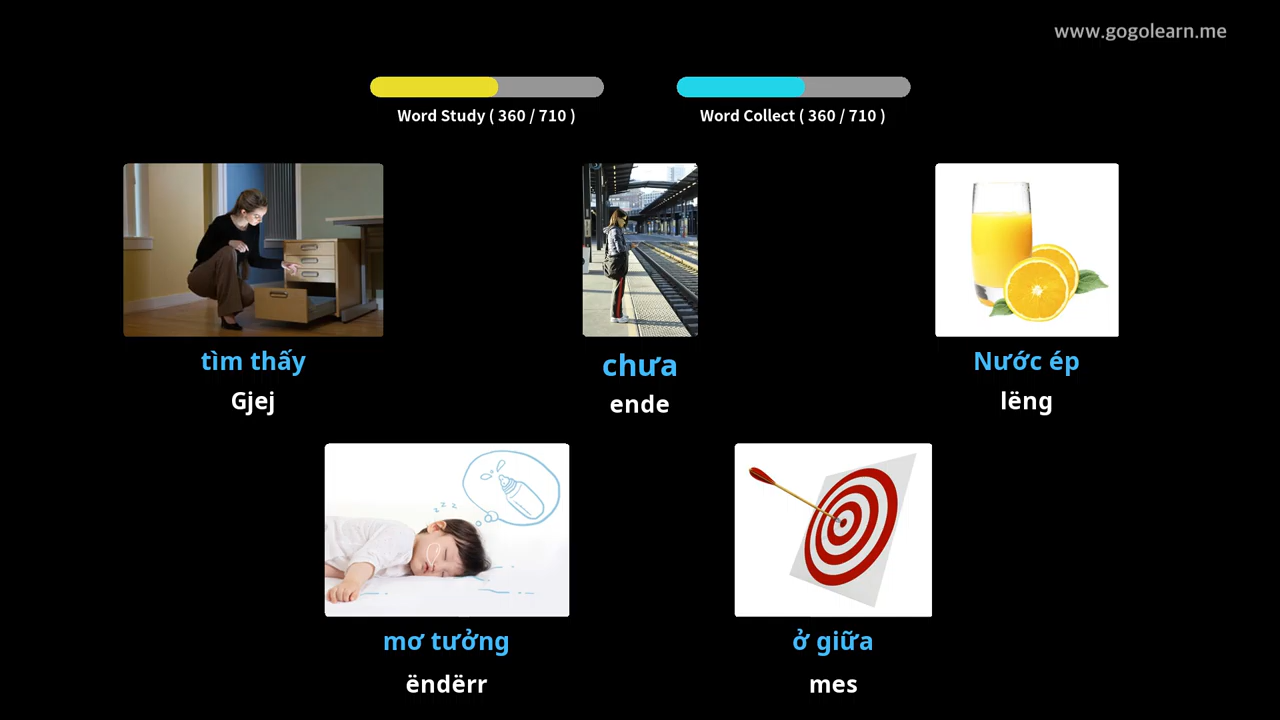 www.gogolearn.me
Word Study ( 360 / 710 )
Word Collect ( 360 / 710 )
tìm thấy
Gjej
chưa
ende
Nước ép
lëng
mơ tưởng
ëndërr
ở giữa
mes